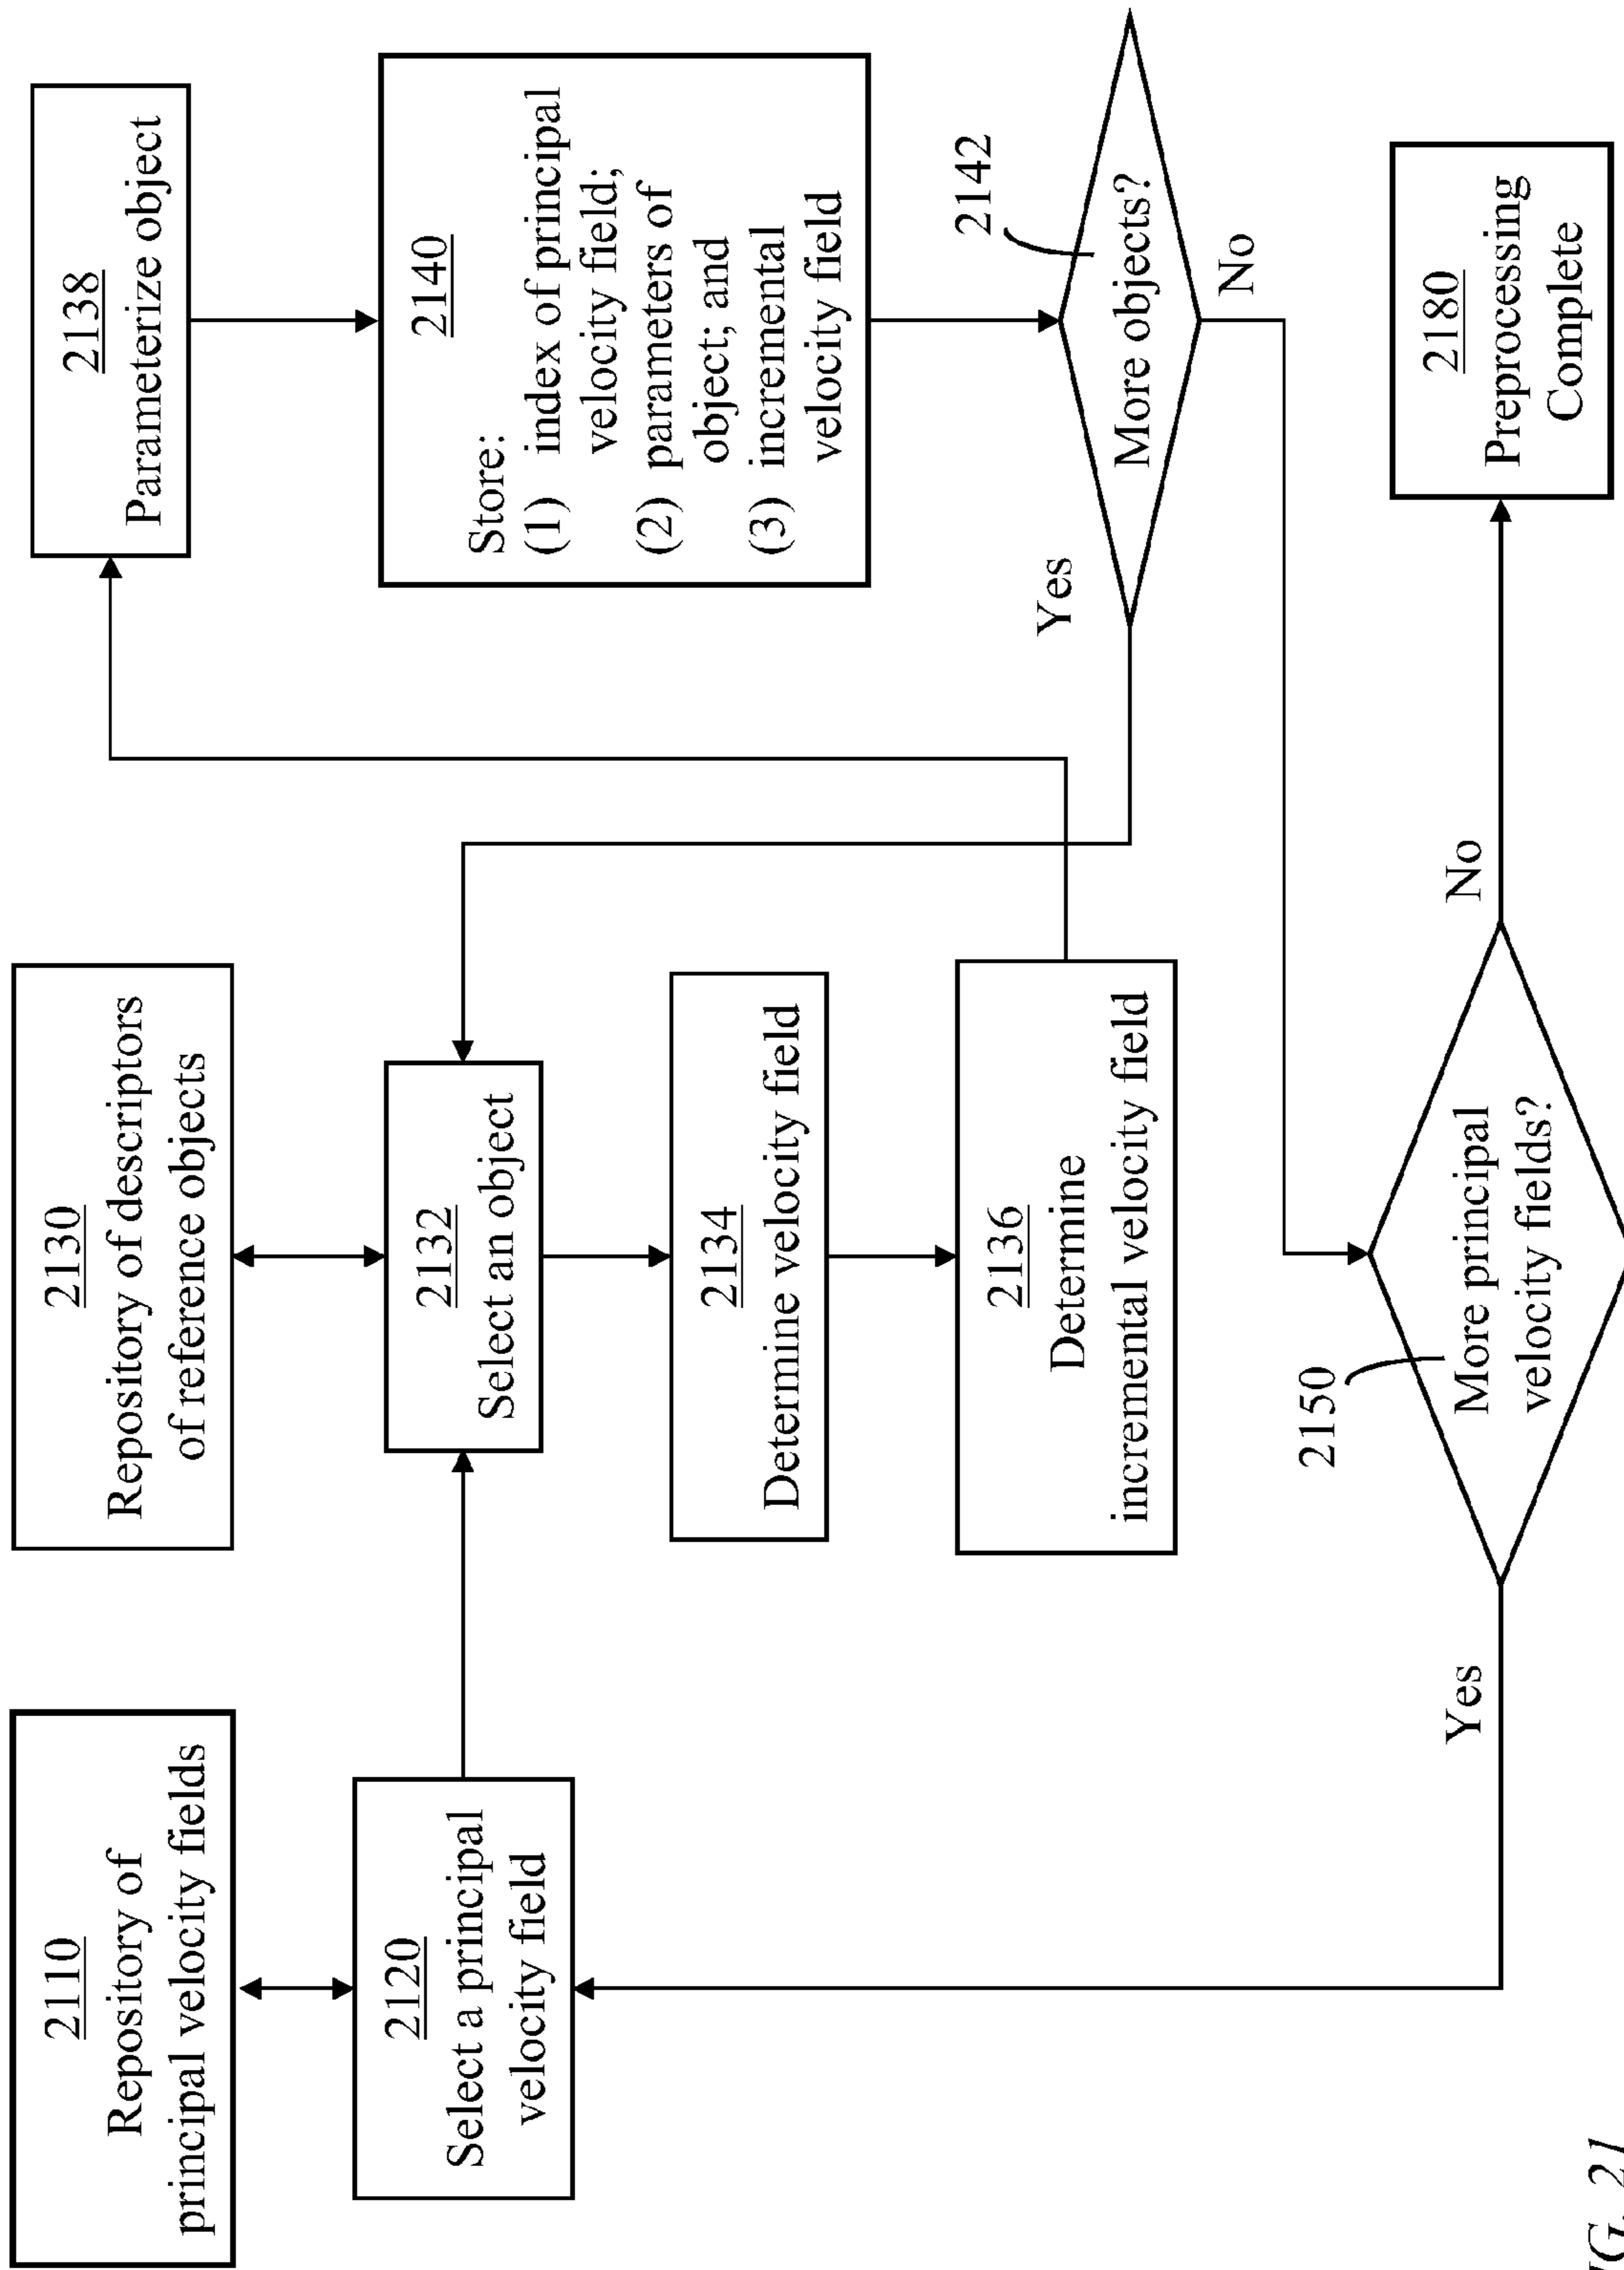 2110
Repository of
principal velocity fields
2120
Select a principal
velocity field
2130
Repository of descriptors
of reference objects
2132
Select an object
2134
Determine velocity field
2136
Determine
incremental velocity field
2138
Parameterize object
2140
Store:
(1) index of principal
velocity field;
(2) parameters of
object; and
(3) incremental
velocity field
2142
More objects?
Yes
No
2150
More principal
velocity fields?
Yes
No
2180
Preprocessing
Complete
21